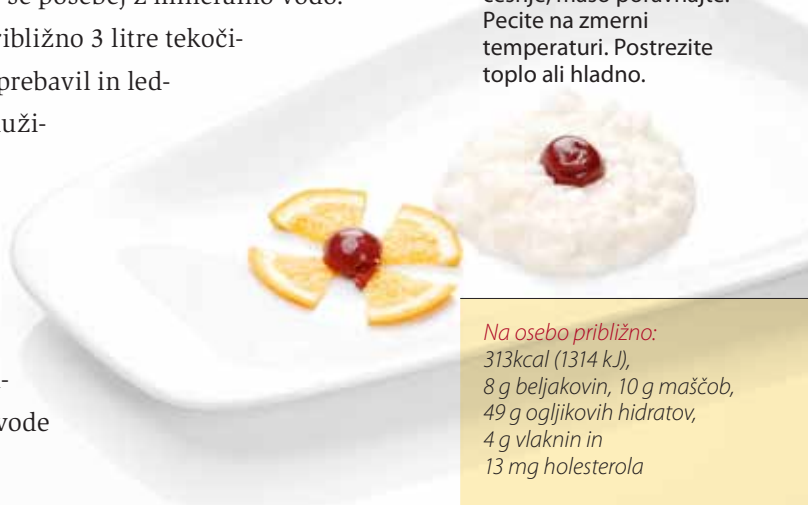 se posebej z mineralno vodo.
ribližno 3 litre tekoči-
prebavil in led-
uži-
vode
Pecite na zmerni
temperaturi. Postrezite
toplo ali hladno.
Na osebo približno:
313kcal (1314 kJ),
8 g beljakovin, 10 g maščob,
49 g ogljikovih hidratov,
4 g vlaknin in
13 mg holesterola